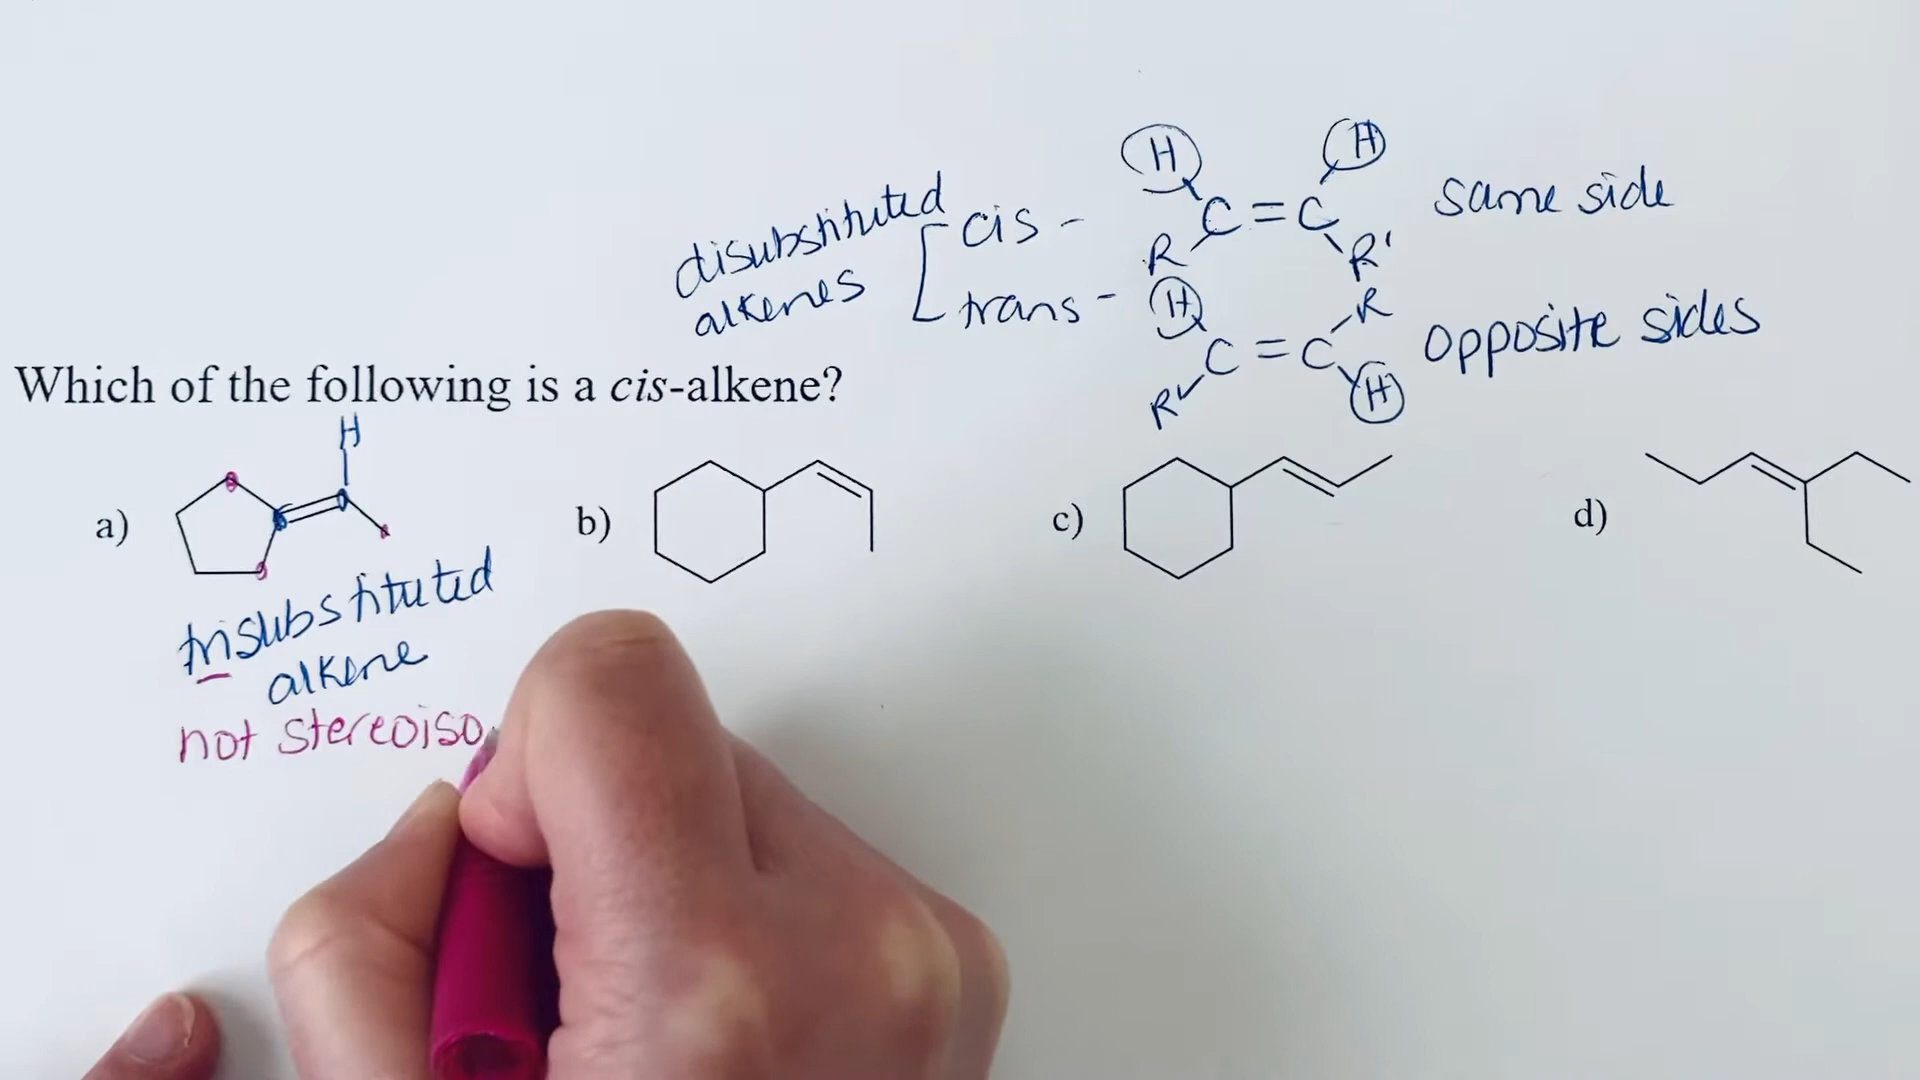 H H
disubstituted cis - C = C same side
alkenes R R'
trans - H R
C = C opposite sides
R H
Which of the following is a cis-alkene?
H
a) b) c) d)
trisubstituted
alkene
not stereoiso